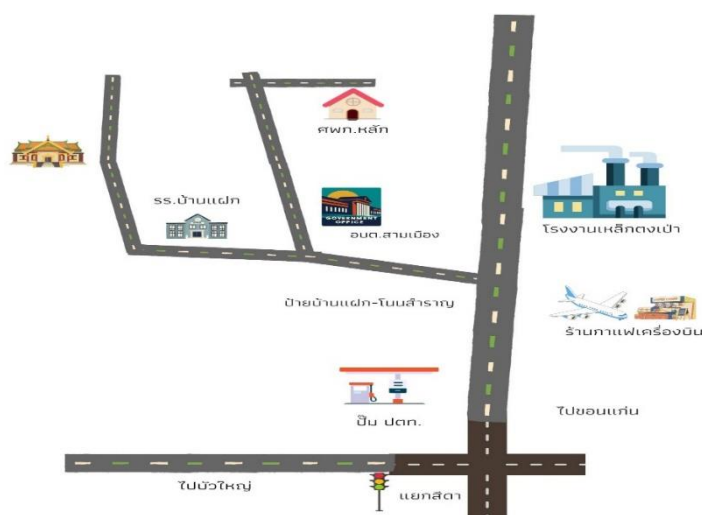 ศพก.หลัก
รร.บ้านแฝก
GOVERNMENT
OFFICE
อบต.สามเมือง
โรงงานเหล็กตงเป่า
ป้ายบ้านแฝก-โนนสำราญ
ร้านกาแฟเครื่องบิน
ปั๊ม ปตท.
ไปขอนแก่น
ไปบัวใหญ่
แยกสีดา